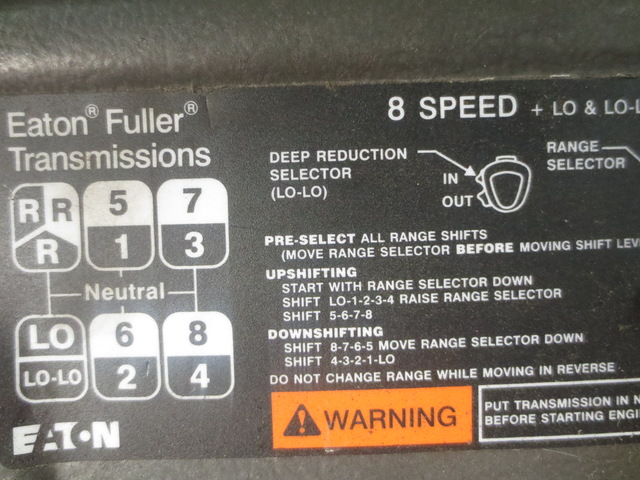 Eaton® Fuller®
Transmissions
R R
R
5
1
7
3
Neutral
LO
LO-LO
6
2
8
4
EATON
8 SPEED + LO & LO-L
DEEP REDUCTION
SELECTOR
(LO-LO)
IN
OUT
RANGE
SELECTOR
PRE-SELECT ALL RANGE SHIFTS
(MOVE RANGE SELECTOR BEFORE MOVING SHIFT LEV
UPSHIFTING
START WITH RANGE SELECTOR DOWN
SHIFT LO-1-2-3-4 RAISE RANGE SELECTOR
SHIFT 5-6-7-8
DOWNSHIFTING
SHIFT 8-7-6-5 MOVE RANGE SELECTOR DOWN
SHIFT 4-3-2-1-LO
DO NOT CHANGE RANGE WHILE MOVING IN REVERSE
WARNING
PUT TRANSMISSION IN N
BEFORE STARTING ENGI